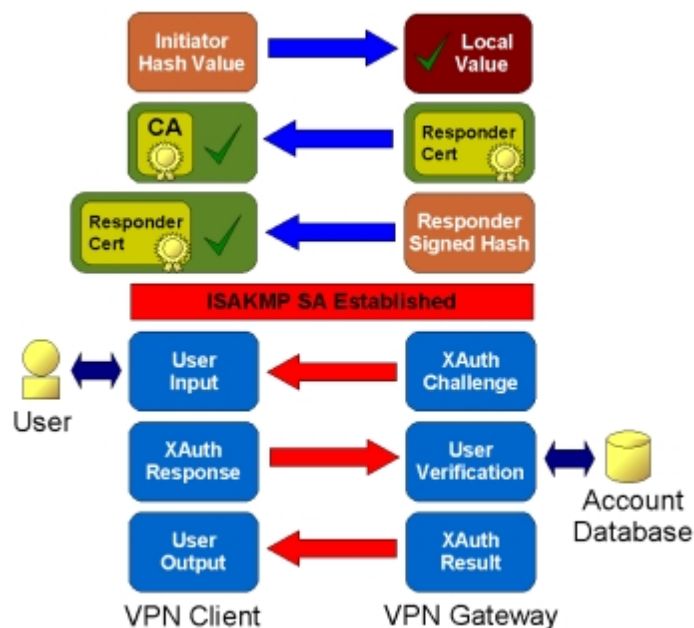 Initiator
Hash Value
Local
Value
CA
Responder
Cert
Responder
Cert
Responder
Signed Hash
ISAKMP SA Established
User
User
Input
XAuth
Challenge
XAuth
Response
User
Verification
Account
Database
User
Output
XAuth
Result
VPN Client
VPN Gateway